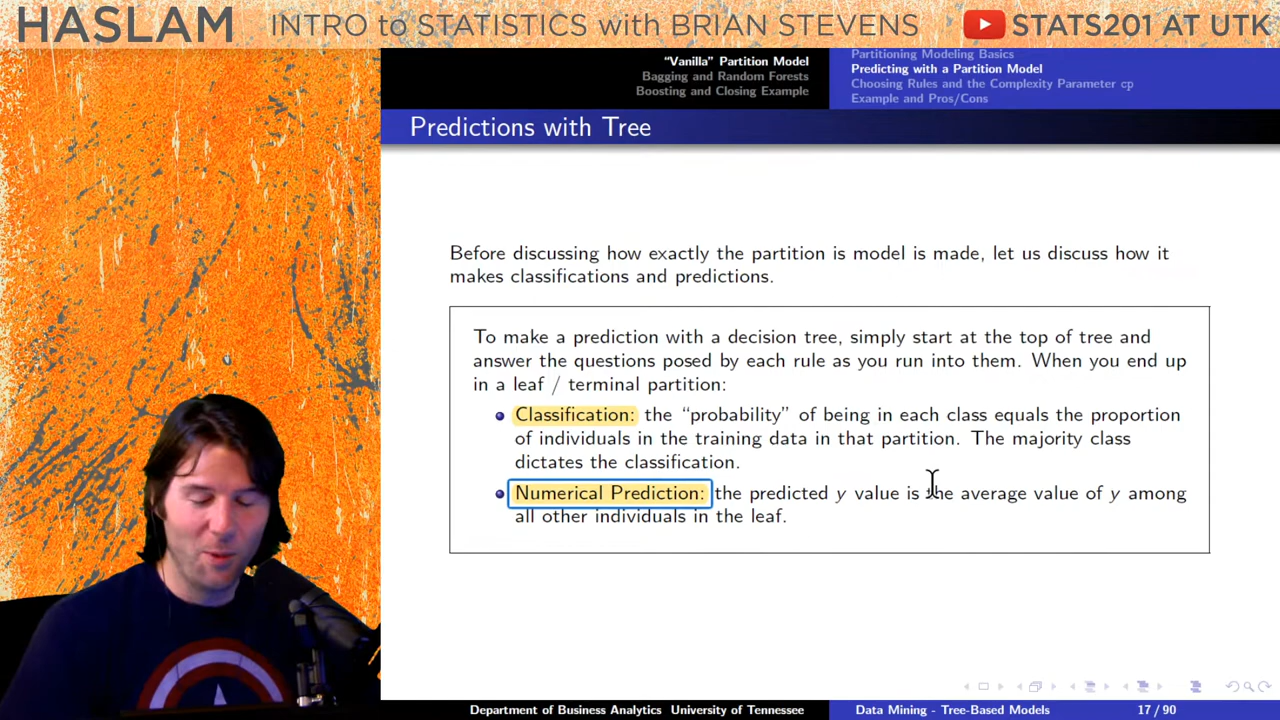 HASLAM INTRO to STATISTICS with BRIAN STEVENS STATS201 AT UTK
"Vanilla" Partition Model
Bagging and Random Forests
Boosting and Closing Example
Partitioning Modeling Basics
Predicting with a Partition Model
Choosing Rules and the Complexity Parameter cp
Example and Pros/Cons
Predictions with Tree
Before discussing how exactly the partition is model is made, let us discuss how it
makes classifications and predictions.
To make a prediction with a decision tree, simply start at the top of tree and
answer the questions posed by each rule as you run into them. When you end up
in a leaf / terminal partition:
Classification: the "probability" of being in each class equals the proportion
of individuals in the training data in that partition. The majority class
dictates the classification.
Numerical Prediction: the predicted y value is the average value of y among
all other individuals in the leaf.
Department of Business Analytics University of Tennessee Data Mining - Tree-Based Models 17 / 90